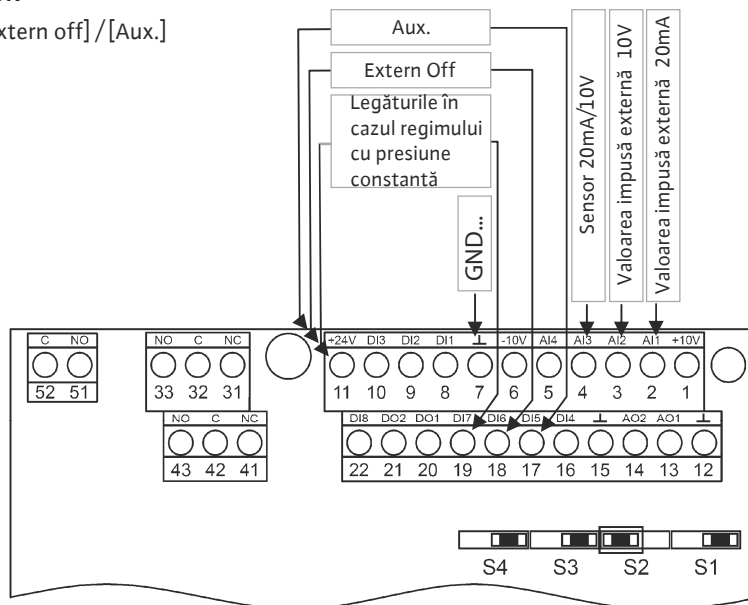 xtern off] / [Aux.]
Aux.
Extern Off
Legăturile în
cazul regimului
cu presiune
constantă
GND...
Sensor 20mA/10V
Valoarea impusă externă 10V
Valoarea impusă externă 20mA
C NO
52 51
NO C NC
33 32 31
NO C NC
43 42 41
+24V DI3 DI2 DI1 ⊥ -10V AI4 AI3 AI2 AI1 +10V
11 10 9 8 7 6 5 4 3 2 1
DI8 DO2 DO1 DI7 DI6 DI5 DI4 ⊥ AO2 AO1 ⊥
22 21 20 19 18 17 16 15 14 13 12
S4 S3 S2 S1